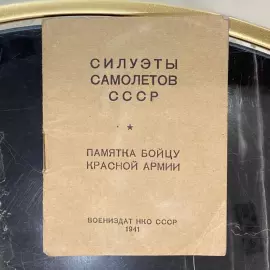 СИЛУЭТЫ
САМОЛЕТОВ
СССР
ПАМЯТКА БОЙЦУ
КРАСНОЙ АРМИИ
ВОЕНИЗДАТ НКО СССР
1941